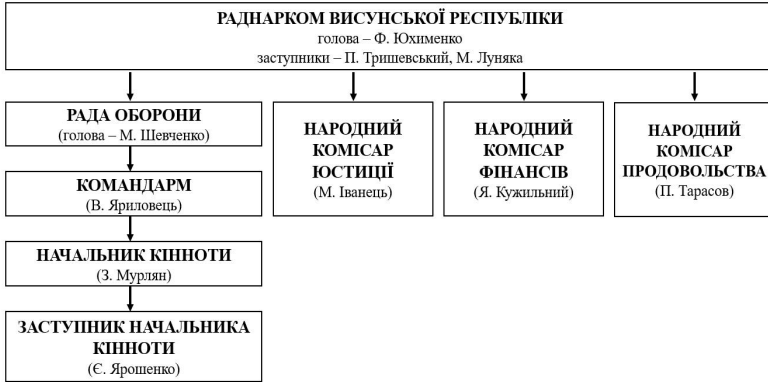 РАДНАРКОМ ВИСУНСЬКОЇ РЕСПУБЛІКИ
голова – Ф. Юхименко
заступники – П. Тришевський, М. Луняка
РАДА ОБОРОНИ
(голова – М. Шевченко)
КОМАНДАРМ
(В. Яриловець)
НАЧАЛЬНИК КІННОТИ
(З. Мурлян)
ЗАСТУПНИК НАЧАЛЬНИКА
КІННОТИ
(Є. Ярошенко)
НАРОДНИЙ
КОМІСАР
ЮСТИЦІЇ
(М. Іванець)
НАРОДНИЙ
КОМІСАР
ФІНАНСІВ
(Я. Кужильний)
НАРОДНИЙ
КОМІСАР
ПРОДОВОЛЬСТВА
(П. Тарасов)